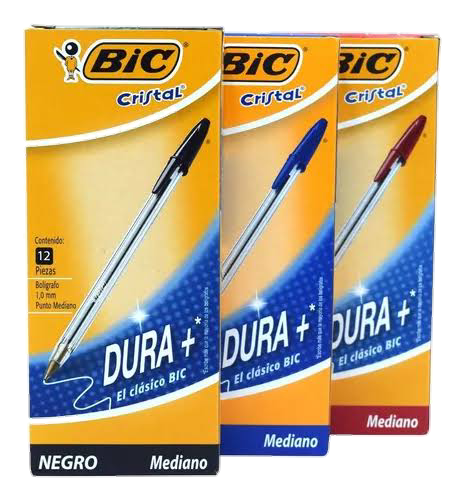 BIC
Cristal
Contenido:
12
Piezas
Bolígrafo
1,0 mm
Punto Mediano
DURA +*
El clásico BIC
NEGRO Mediano
BIC
Cristal
DURA +*
El clásico BIC
Mediano
BIC
Cristal
DURA +*
El clásico BIC
Mediano